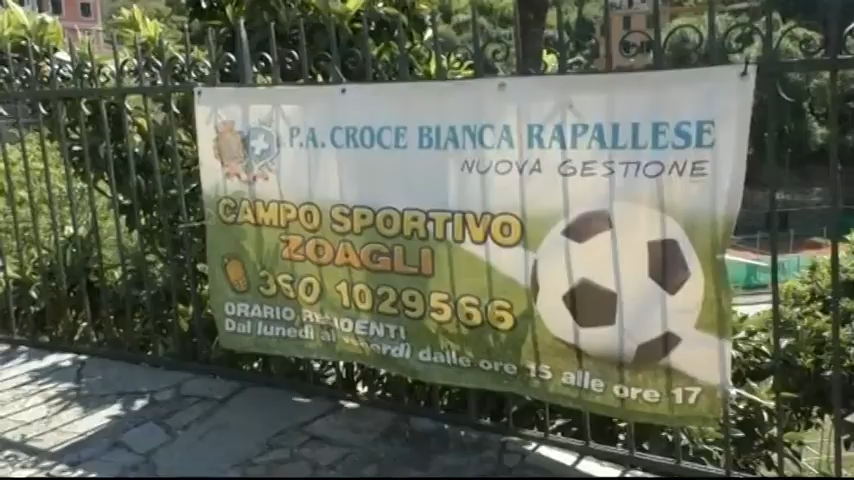 P.A. CROCE BIANCA RAPALLESE
NUOVA GESTIONE
CAMPO SPORTIVO
ZOAGLI
360 1029566
ORARIO RESIDENTI
Dal lunedì al venerdì dalle ore 15 alle ore 17